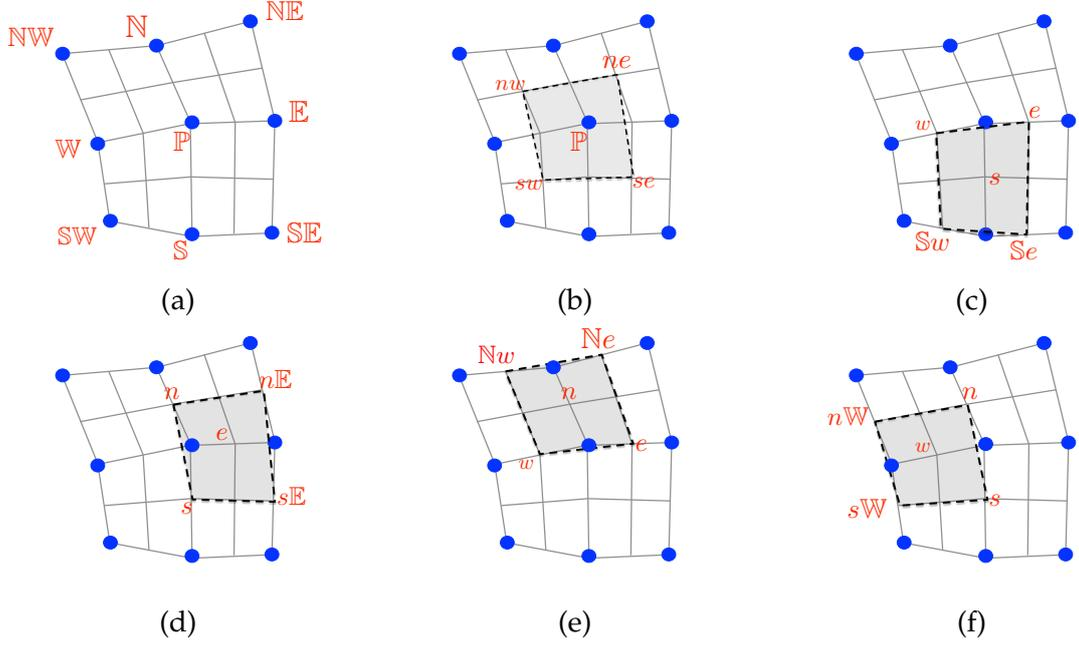 ℕ𝔼
ℕ
ℕ𝕎
𝔼
ℙ
𝕎
𝕊𝕎
𝕊
𝕊𝔼
(a)
ne
nw
ℙ
sw
se
(b)
e
w
s
𝕊w
𝕊e
(c)
n
n𝔼
e
s
s𝔼
(d)
ℕe
ℕw
n
w
e
(e)
n
n𝕎
w
s𝕎
s
(f)